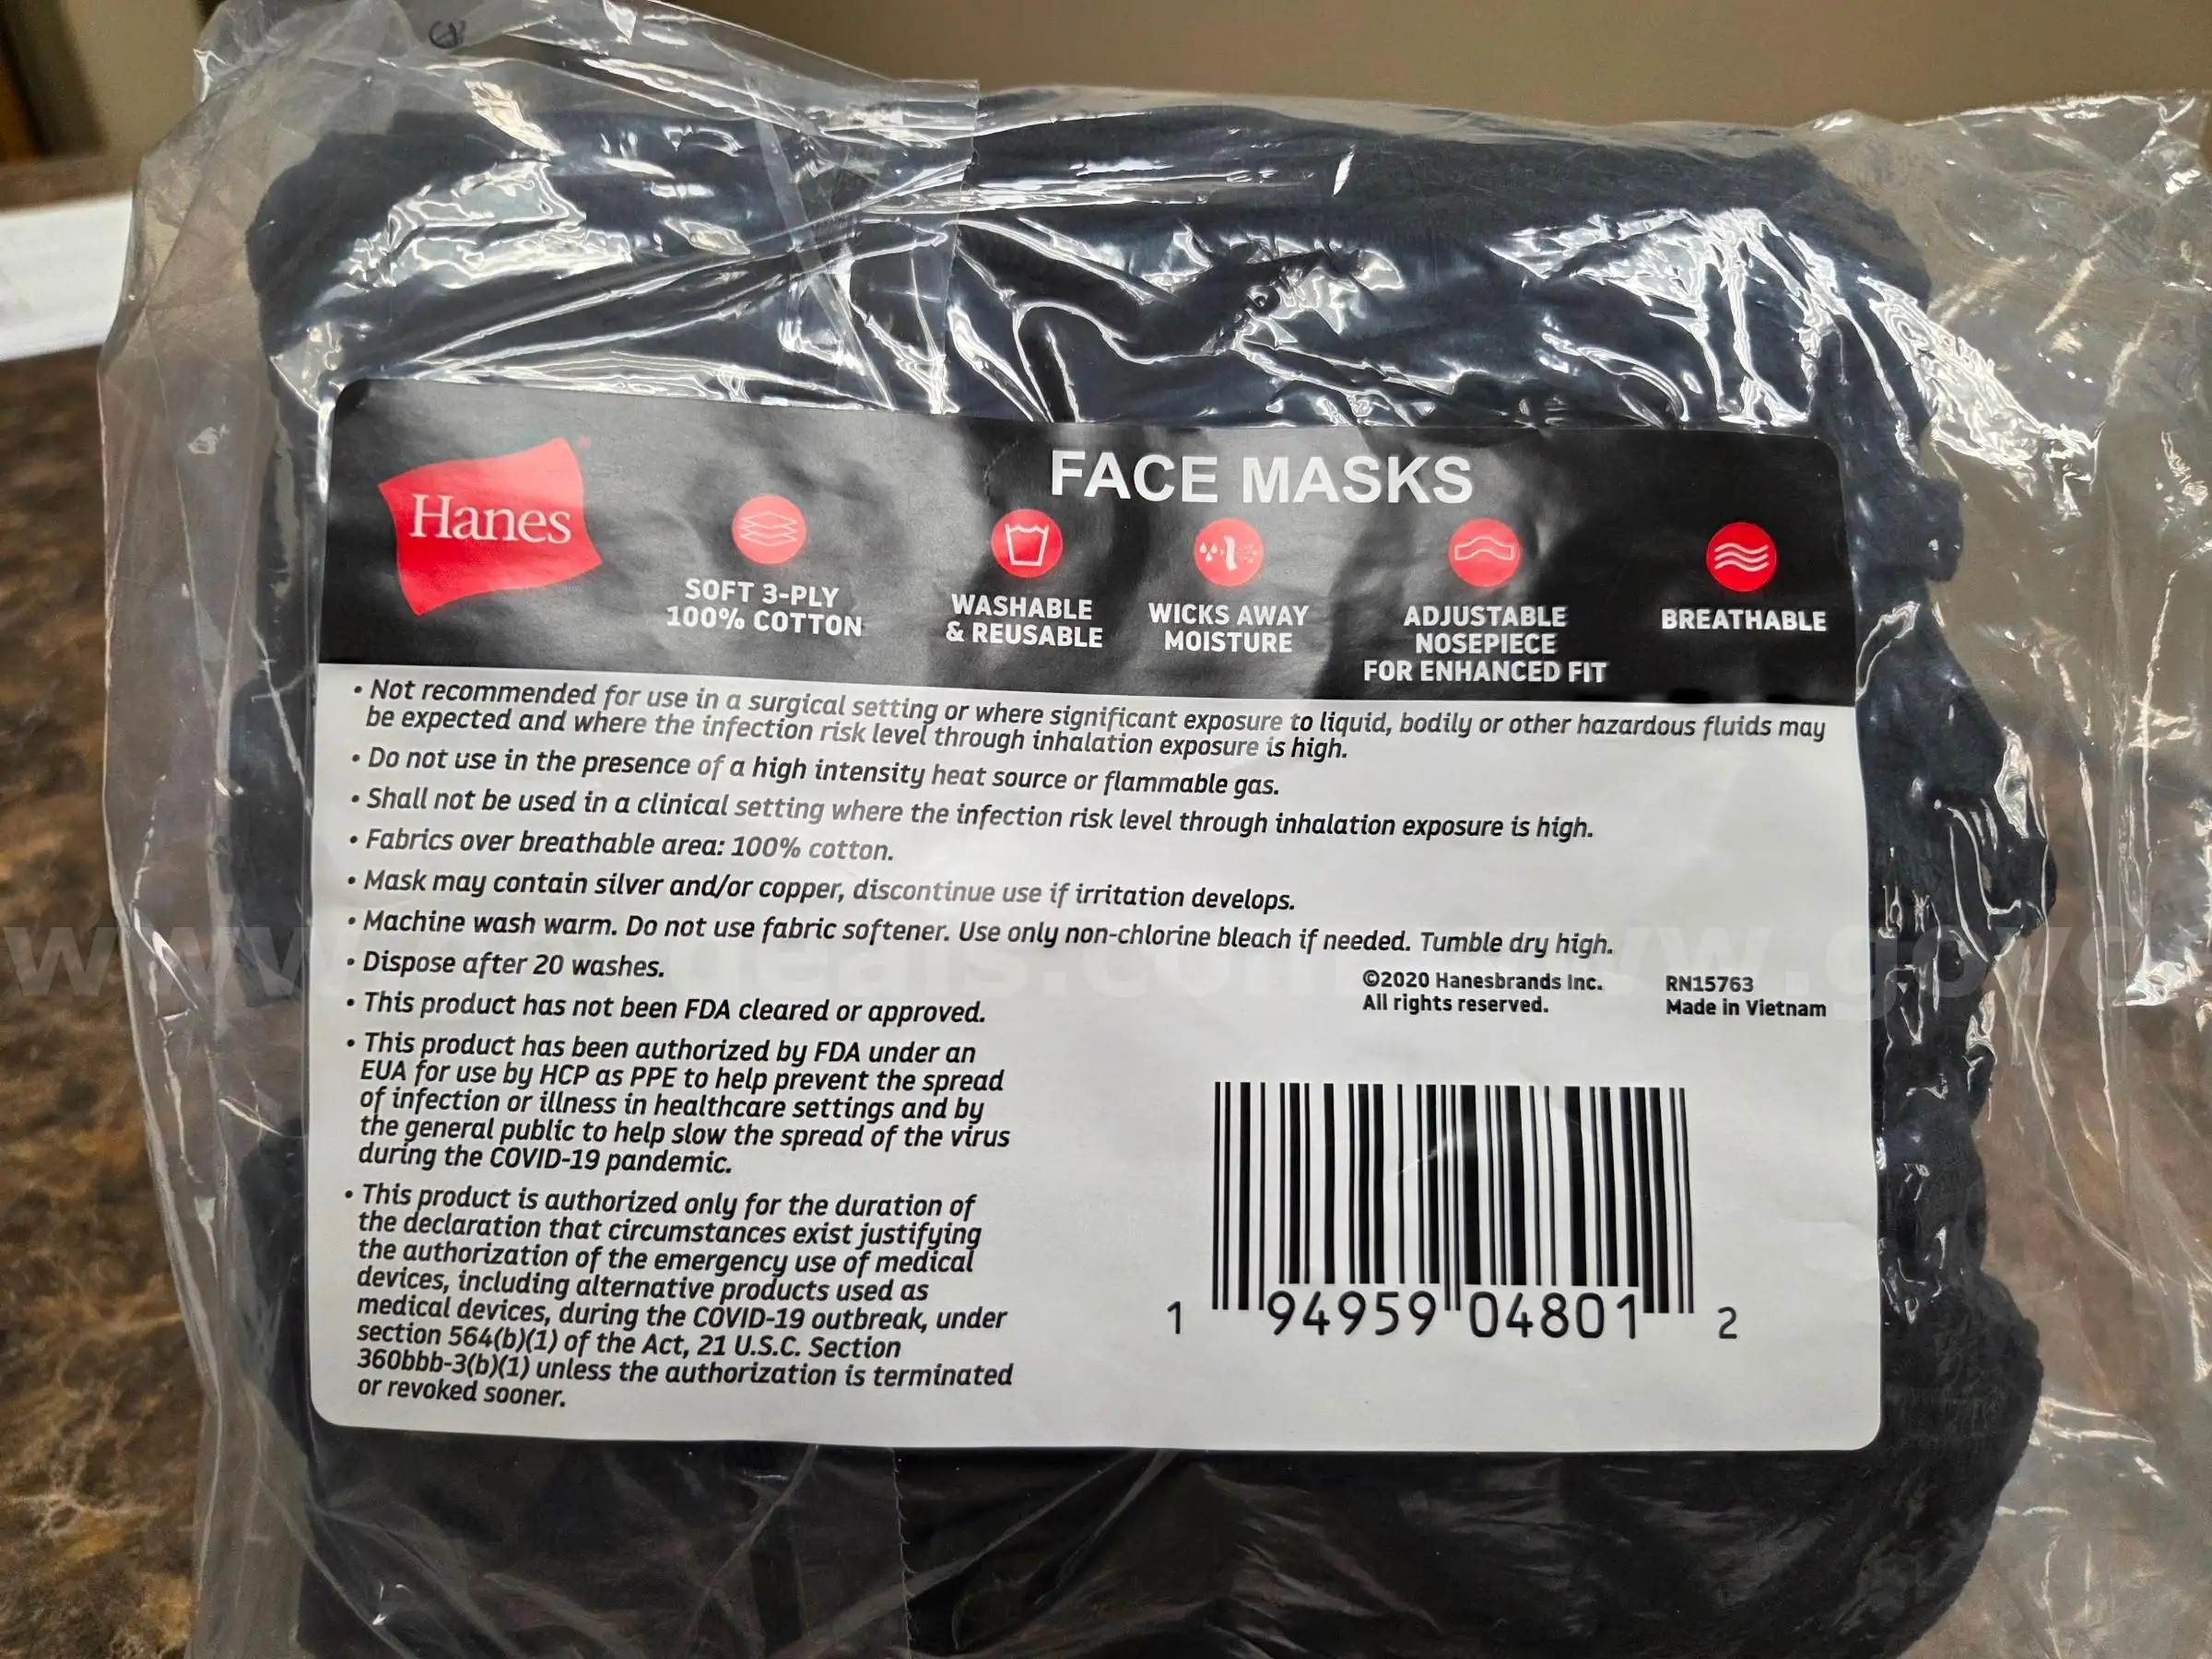 FACE MASKS
Hanes®
SOFT 3-PLY
100% COTTON
WASHABLE
& REUSABLE
WICKS AWAY
MOISTURE
ADJUSTABLE
NOSEPIECE
FOR ENHANCED FIT
BREATHABLE
• Not recommended for use in a surgical setting or where significant exposure to liquid, bodily or other hazardous fluids may
be expected and where the infection risk level through inhalation exposure is high.
• Do not use in the presence of a high intensity heat source or flammable gas.
• Shall not be used in a clinical setting where the infection risk level through inhalation exposure is high.
• Fabrics over breathable area: 100% cotton.
• Mask may contain silver and/or copper, discontinue use if irritation develops.
• Machine wash warm. Do not use fabric softener. Use only non-chlorine bleach if needed. Tumble dry high.
• Dispose after 20 washes.
• This product has not been FDA cleared or approved.
• This product has been authorized by FDA under an
EUA for use by HCP as PPE to help prevent the spread
of infection or illness in healthcare settings and by
the general public to help slow the spread of the virus
during the COVID-19 pandemic.
• This product is authorized only for the duration of
the declaration that circumstances exist justifying
the authorization of the emergency use of medical
devices, including alternative products used as
medical devices, during the COVID-19 outbreak, under
section 564(b)(1) of the Act, 21 U.S.C. Section
360bbb-3(b)(1) unless the authorization is terminated
or revoked sooner.
©2020 Hanesbrands Inc.
All rights reserved.
RN15763
Made in Vietnam
1 94959 04801 2